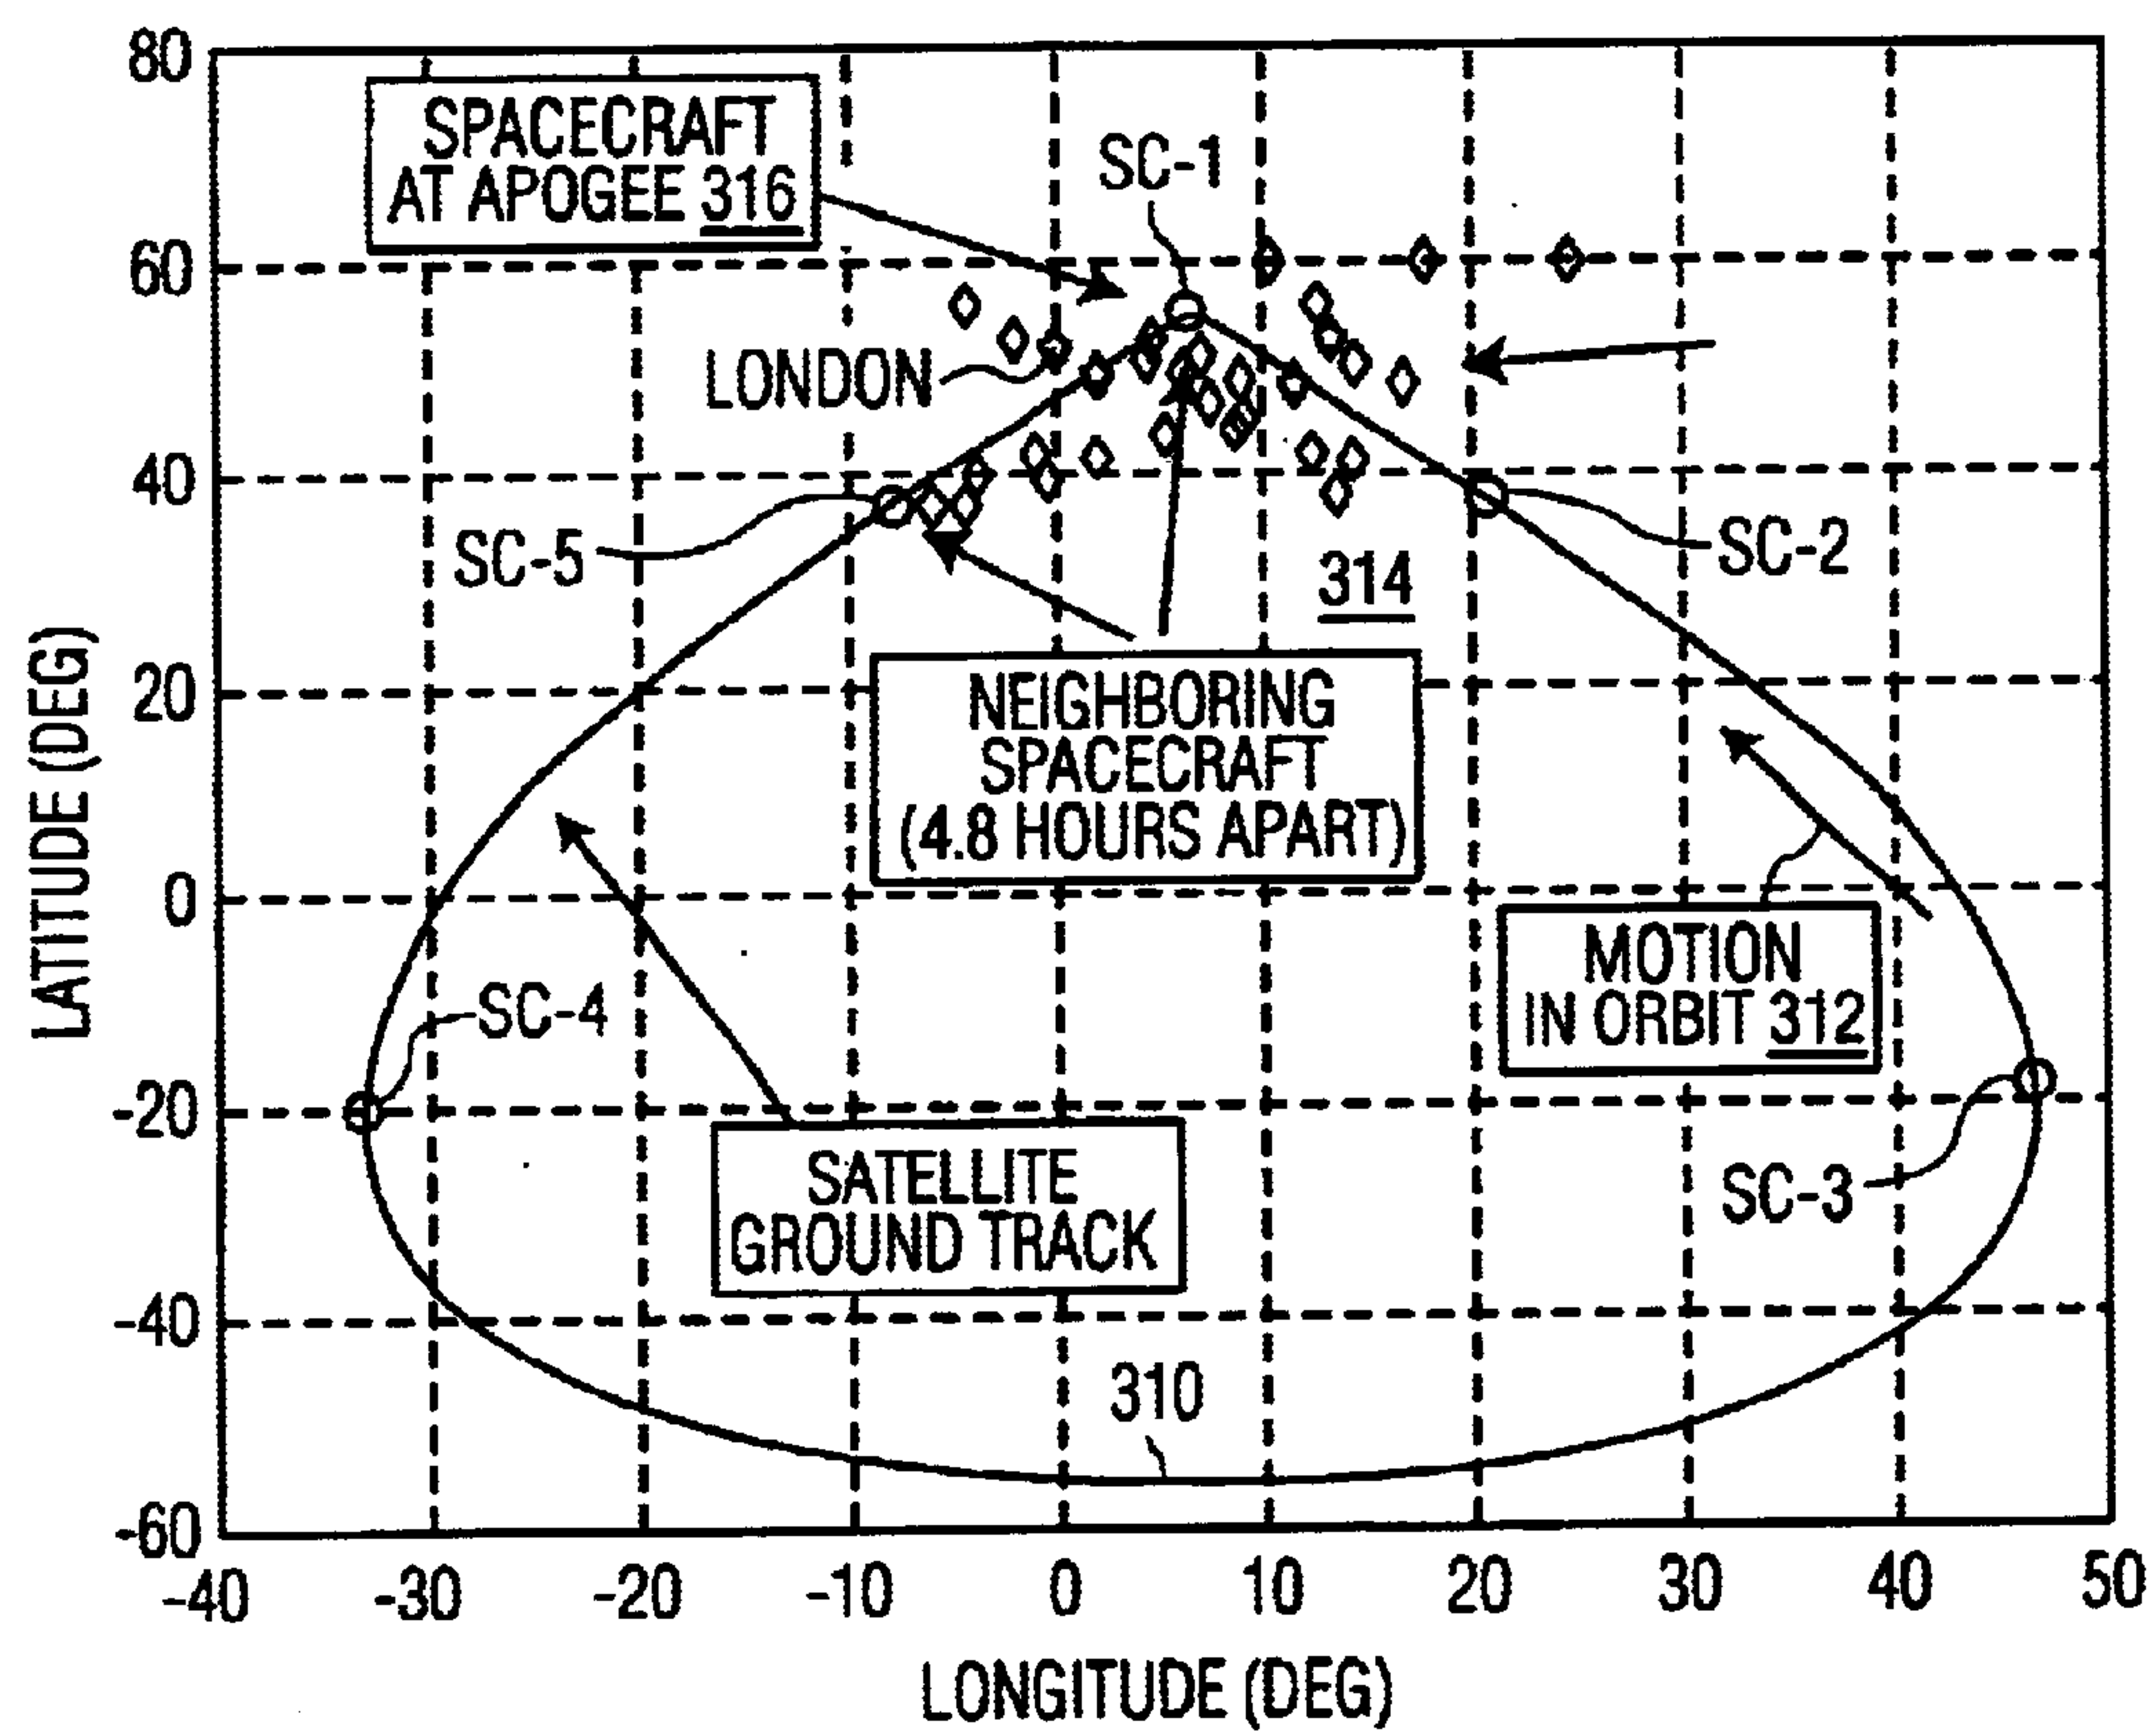 80
SPACECRAFT
AT APOGEE 316
SC-1
60
LONDON
40
SC-5
SC-2
314
20
NEIGHBORING
SPACECRAFT
(4.8 HOURS APART)
LATITUDE (DEG)
0
MOTION
IN ORBIT 312
SC-4
-20
SATELLITE
GROUND TRACK
SC-3
-40
310
-60
-40 -30 -20 -10 0 10 20 30 40 50
LONGITUDE (DEG)